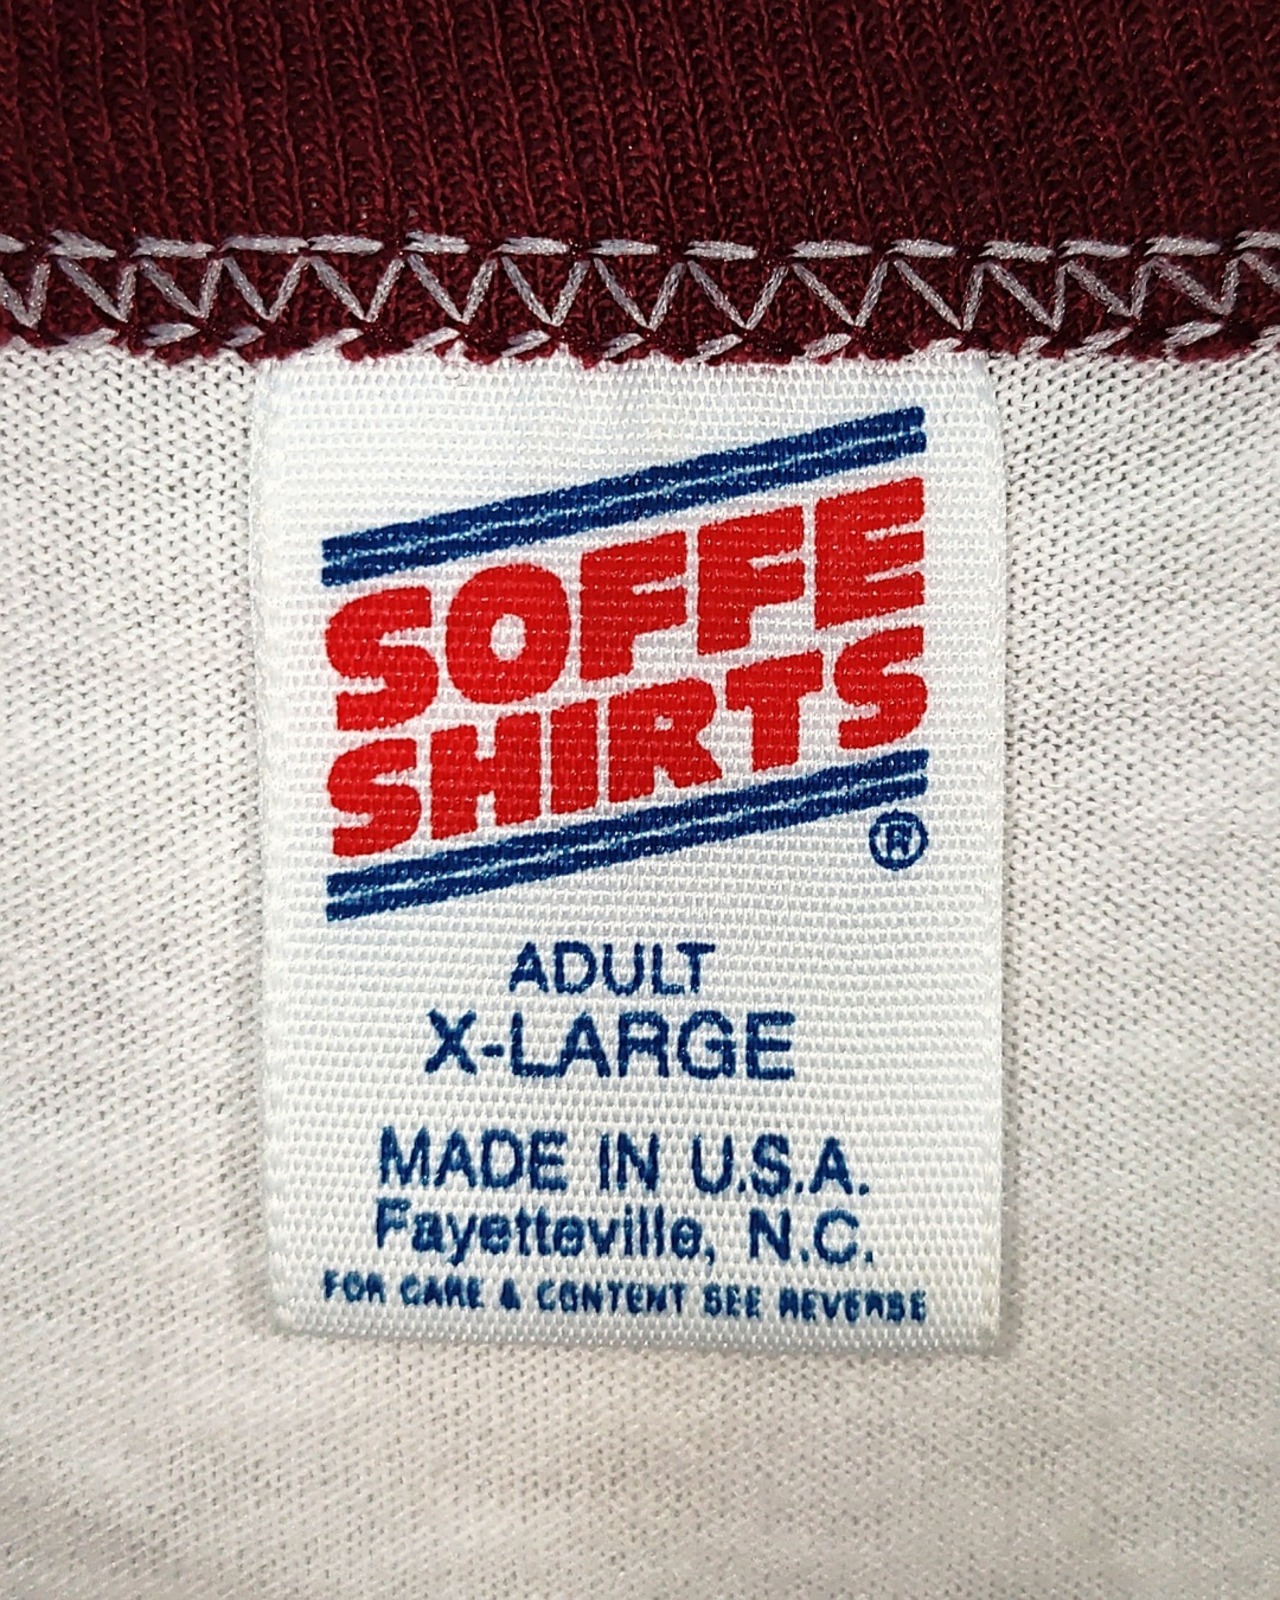 SOFFE
SHIRTS
®
ADULT
X-LARGE
MADE IN U.S.A.
Fayetteville, N.C.
FOR CARE & CONTENT SEE REVERSE